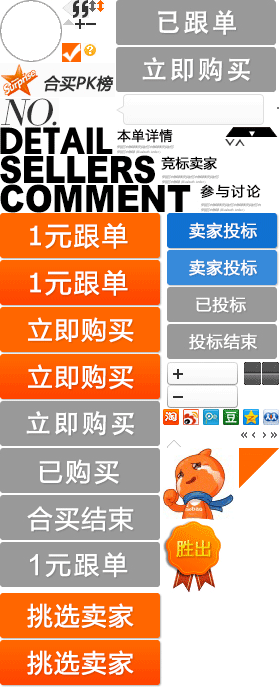 已跟单
立即购买
Surprise
合买PK榜
NO.
DETAIL
本单详情
SELLERS
竞标卖家
COMMENT
参与讨论
1元跟单
卖家投标
1元跟单
卖家投标
立即购买
已投标
立即购买
投标结束
立即购买
+
−
淘
豆
已购买
合买结束
1元跟单
胜出
挑选卖家
挑选卖家